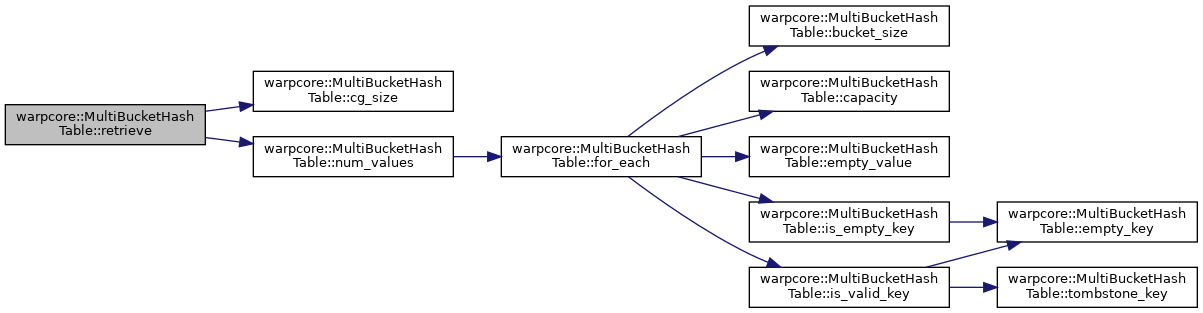 warpcore::MultiBucketHash
Table::retrieve
warpcore::MultiBucketHash
Table::cg_size
warpcore::MultiBucketHash
Table::num_values
warpcore::MultiBucketHash
Table::for_each
warpcore::MultiBucketHash
Table::bucket_size
warpcore::MultiBucketHash
Table::capacity
warpcore::MultiBucketHash
Table::empty_value
warpcore::MultiBucketHash
Table::is_empty_key
warpcore::MultiBucketHash
Table::is_valid_key
warpcore::MultiBucketHash
Table::empty_key
warpcore::MultiBucketHash
Table::tombstone_key